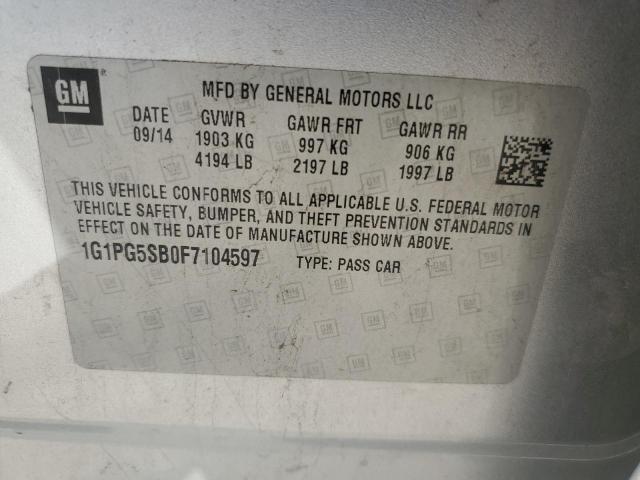 GM
MFD BY GENERAL MOTORS LLC
DATE GVWR GAWR FRT GAWR RR
09/14 1903 KG 997 KG 906 KG
4194 LB 2197 LB 1997 LB
THIS VEHICLE CONFORMS TO ALL APPLICABLE U.S. FEDERAL MOTOR
VEHICLE SAFETY, BUMPER, AND THEFT PREVENTION STANDARDS IN
EFFECT ON THE DATE OF MANUFACTURE SHOWN ABOVE.
1G1PG5SB0F7104597 TYPE: PASS CAR